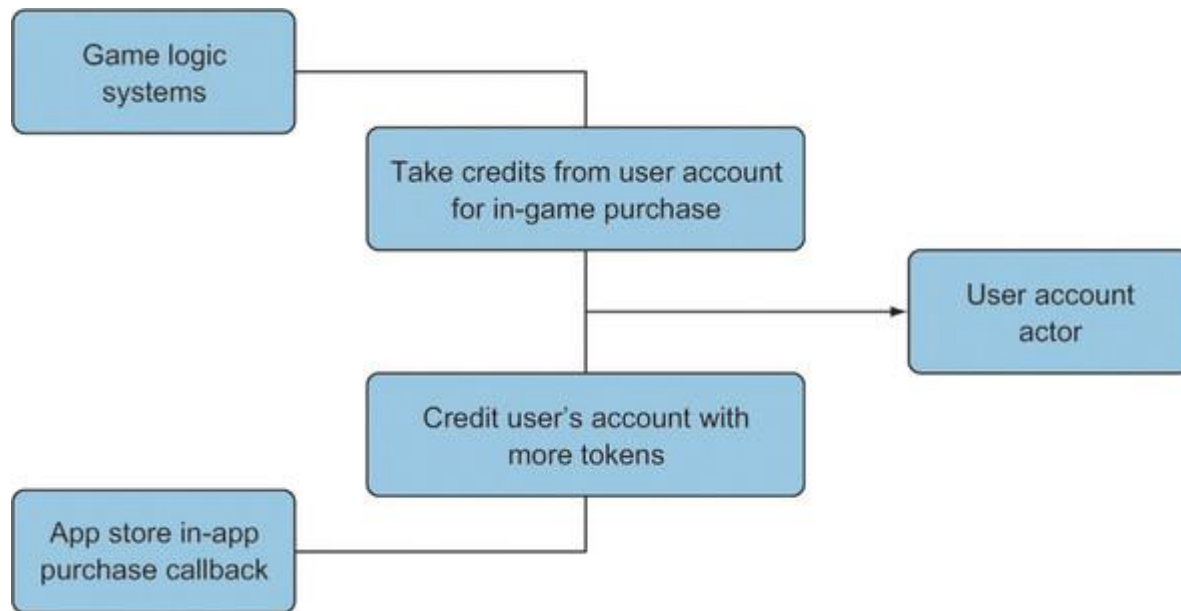 Game logic
systems
Take credits from user account
for in-game purchase
User account
actor
Credit user's account with
more tokens
App store in-app
purchase callback